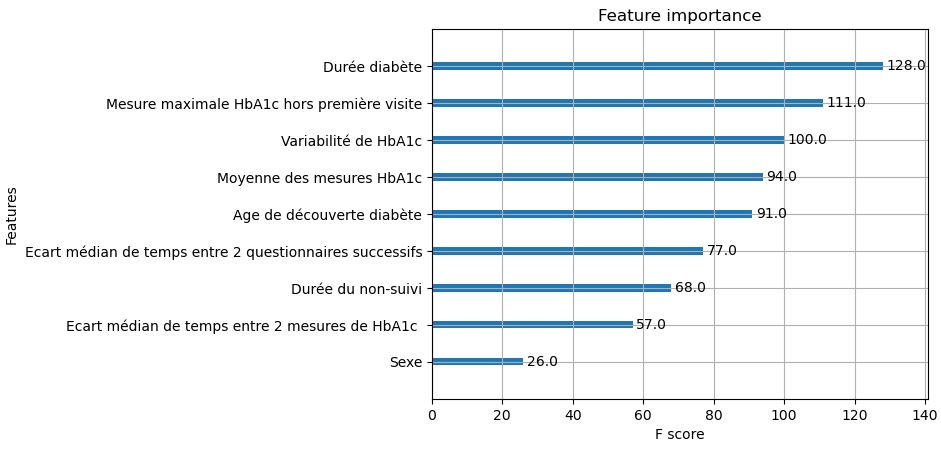 Feature importance
Durée diabète
128.0
Mesure maximale HbA1c hors première visite
111.0
Variabilité de HbA1c
100.0
Moyenne des mesures HbA1c
94.0
Age de découverte diabète
91.0
Ecart médian de temps entre 2 questionnaires successifs
77.0
Durée du non-suivi
68.0
Ecart médian de temps entre 2 mesures de HbA1c
57.0
Sexe
26.0
Features
0 20 40 60 80 100 120 140
F score